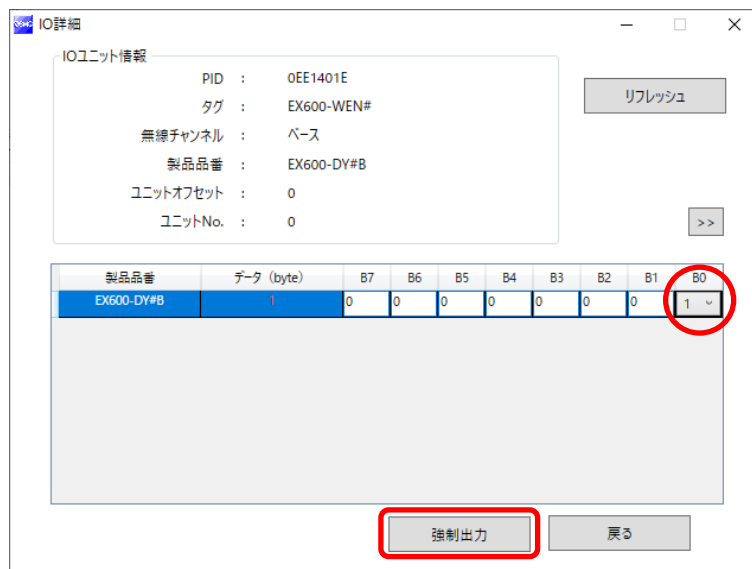 IO詳細
IOユニット情報
PID : 0EE1401E
タグ : EX600-WEN#
無線チャンネル : ベース
製品品番 : EX600-DY#B
ユニットオフセット : 0
ユニットNo. : 0
リフレッシュ
>>
製品品番 データ (byte) B7 B6 B5 B4 B3 B2 B1 B0
EX600-DY#B 1 0 0 0 0 0 0 0 1
強制出力 戻る